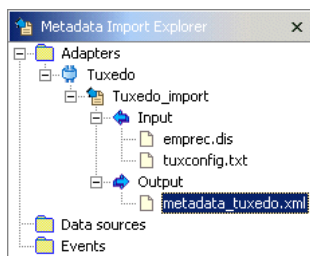 Metadata Import Explorer
Adapters
Tuxedo
Tuxedo_import
Input
emprec.dis
tuxconfig.txt
Output
metadata_tuxedo.xml
Data sources
Events